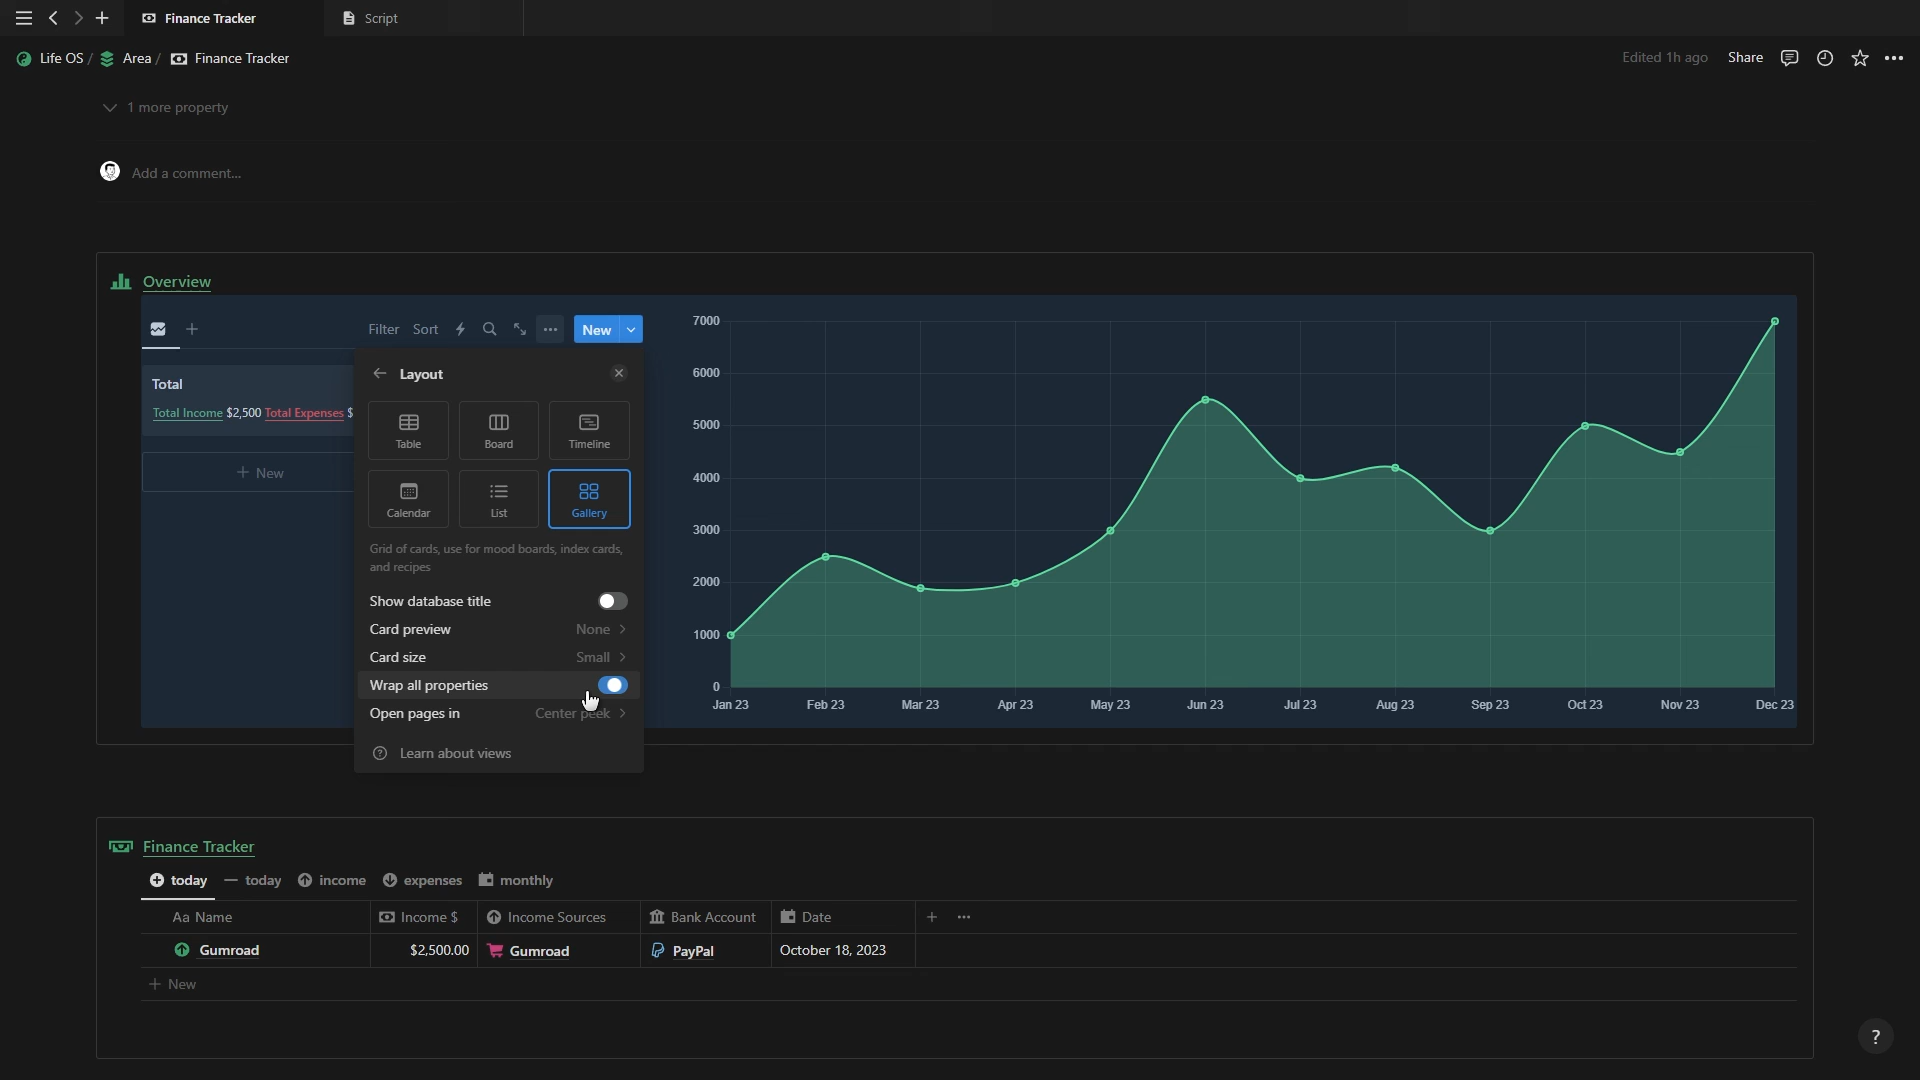 Finance Tracker
Script
Life OS / Area / Finance Tracker
Edited 1h ago
Share
1 more property
Add a comment...
Overview
Filter
Sort
New
Total
Total Income $2,500 Total Expenses $
+ New
Layout
Table
Board
Timeline
Calendar
List
Gallery
Grid of cards, use for mood boards, index cards,
and recipes
Show database title
Card preview None
Card size Small
Wrap all properties
Open pages in Center peek
? Learn about views
7000
6000
5000
4000
3000
2000
1000
0
Jan 23
Feb 23
Mar 23
Apr 23
May 23
Jun 23
Jul 23
Aug 23
Sep 23
Oct 23
Nov 23
Dec 23
Finance Tracker
today
today
income
expenses
monthly
Aa Name
Income $
Income Sources
Bank Account
Date
Gumroad
$2,500.00
Gumroad
PayPal
October 18, 2023
+ New
?